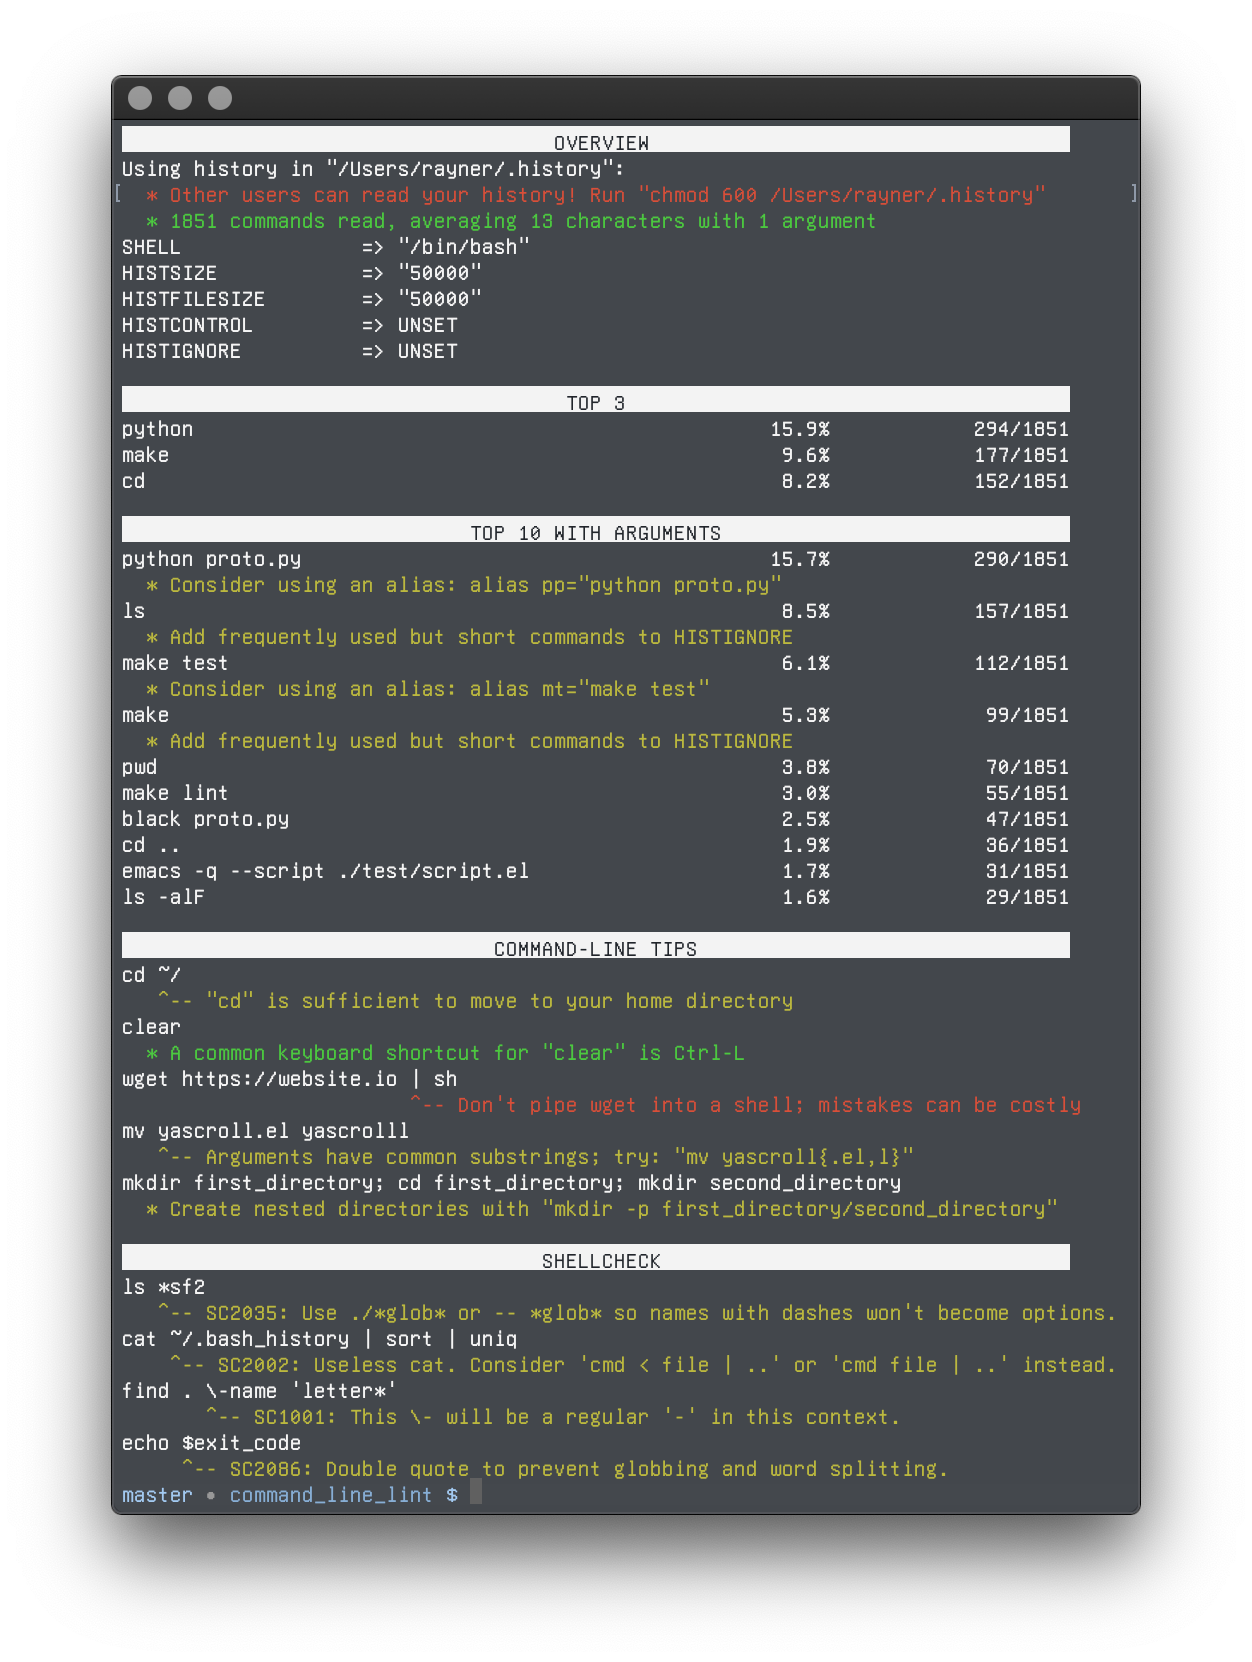 OVERVIEW
Using history in "/Users/rayner/.history":
[ * Other users can read your history! Run "chmod 600 /Users/rayner/.history" ]
* 1851 commands read, averaging 13 characters with 1 argument
SHELL => "/bin/bash"
HISTSIZE => "50000"
HISTFILESIZE => "50000"
HISTCONTROL => UNSET
HISTIGNORE => UNSET
TOP 3
python 15.9% 294/1851
make 9.6% 177/1851
cd 8.2% 152/1851
TOP 10 WITH ARGUMENTS
python proto.py 15.7% 290/1851
* Consider using an alias: alias pp="python proto.py"
ls 8.5% 157/1851
* Add frequently used but short commands to HISTIGNORE
make test 6.1% 112/1851
* Consider using an alias: alias mt="make test"
make 5.3% 99/1851
* Add frequently used but short commands to HISTIGNORE
pwd 3.8% 70/1851
make lint 3.0% 55/1851
black proto.py 2.5% 47/1851
cd .. 1.9% 36/1851
emacs -q --script ./test/script.el 1.7% 31/1851
ls -alF 1.6% 29/1851
COMMAND-LINE TIPS
cd ~/
^-- "cd" is sufficient to move to your home directory
clear
* A common keyboard shortcut for "clear" is Ctrl-L
wget https://website.io | sh
^-- Don't pipe wget into a shell; mistakes can be costly
mv yascroll.el yascrolll
^-- Arguments have common substrings; try: "mv yascroll{.el,l}"
mkdir first_directory; cd first_directory; mkdir second_directory
* Create nested directories with "mkdir -p first_directory/second_directory"
SHELLCHECK
ls *sf2
^-- SC2035: Use ./*glob* or -- *glob* so names with dashes won't become options.
cat ~/.bash_history | sort | uniq
^-- SC2002: Useless cat. Consider 'cmd < file | ..' or 'cmd file | ..' instead.
find . \-name 'letter*'
^-- SC1001: This \- will be a regular '-' in this context.
echo $exit_code
^-- SC2086: Double quote to prevent globbing and word splitting.
master • command_line_lint $